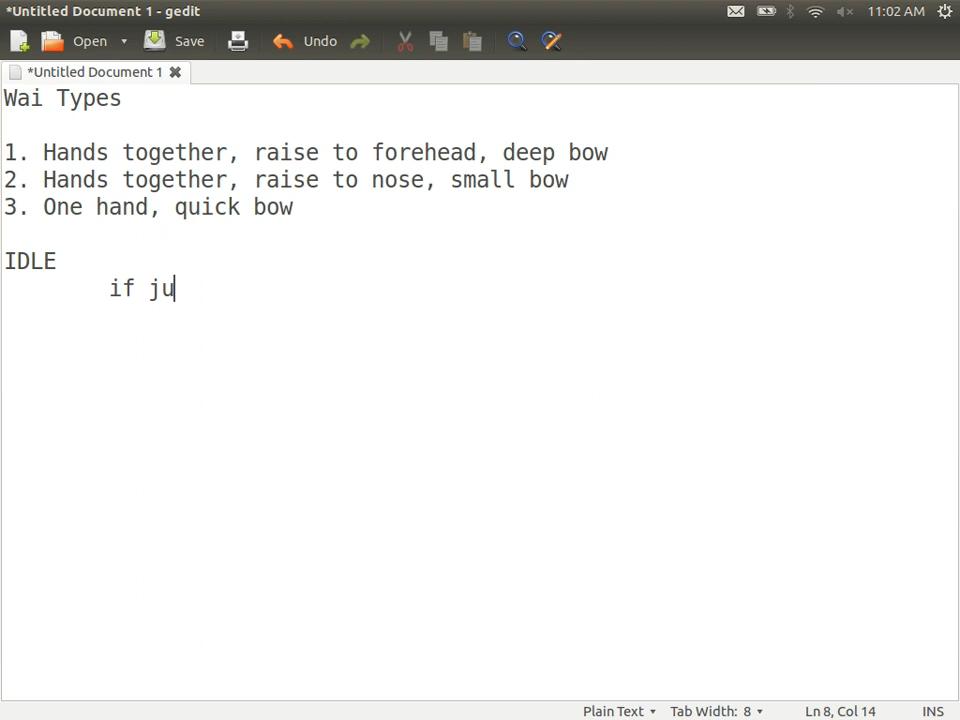 *Untitled Document 1 - gedit
11:02 AM
Open
Save
Undo
*Untitled Document 1
Wai Types
1. Hands together, raise to forehead, deep bow
2. Hands together, raise to nose, small bow
3. One hand, quick bow
IDLE
if ju
Plain Text
Tab Width: 8
Ln 8, Col 14
INS